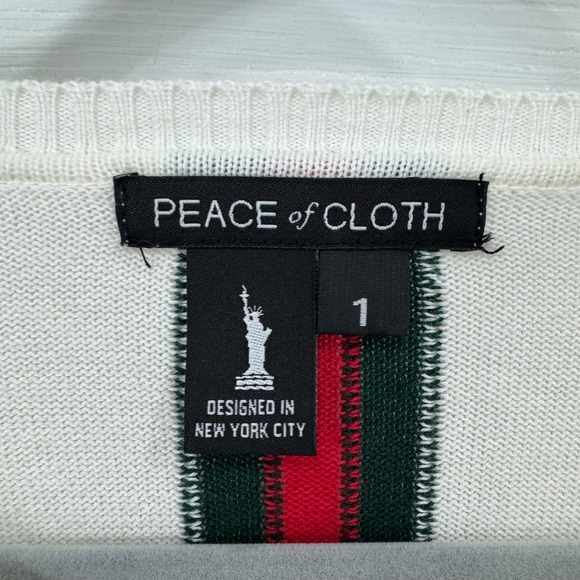 PEACE of CLOTH
1
DESIGNED IN
NEW YORK CITY